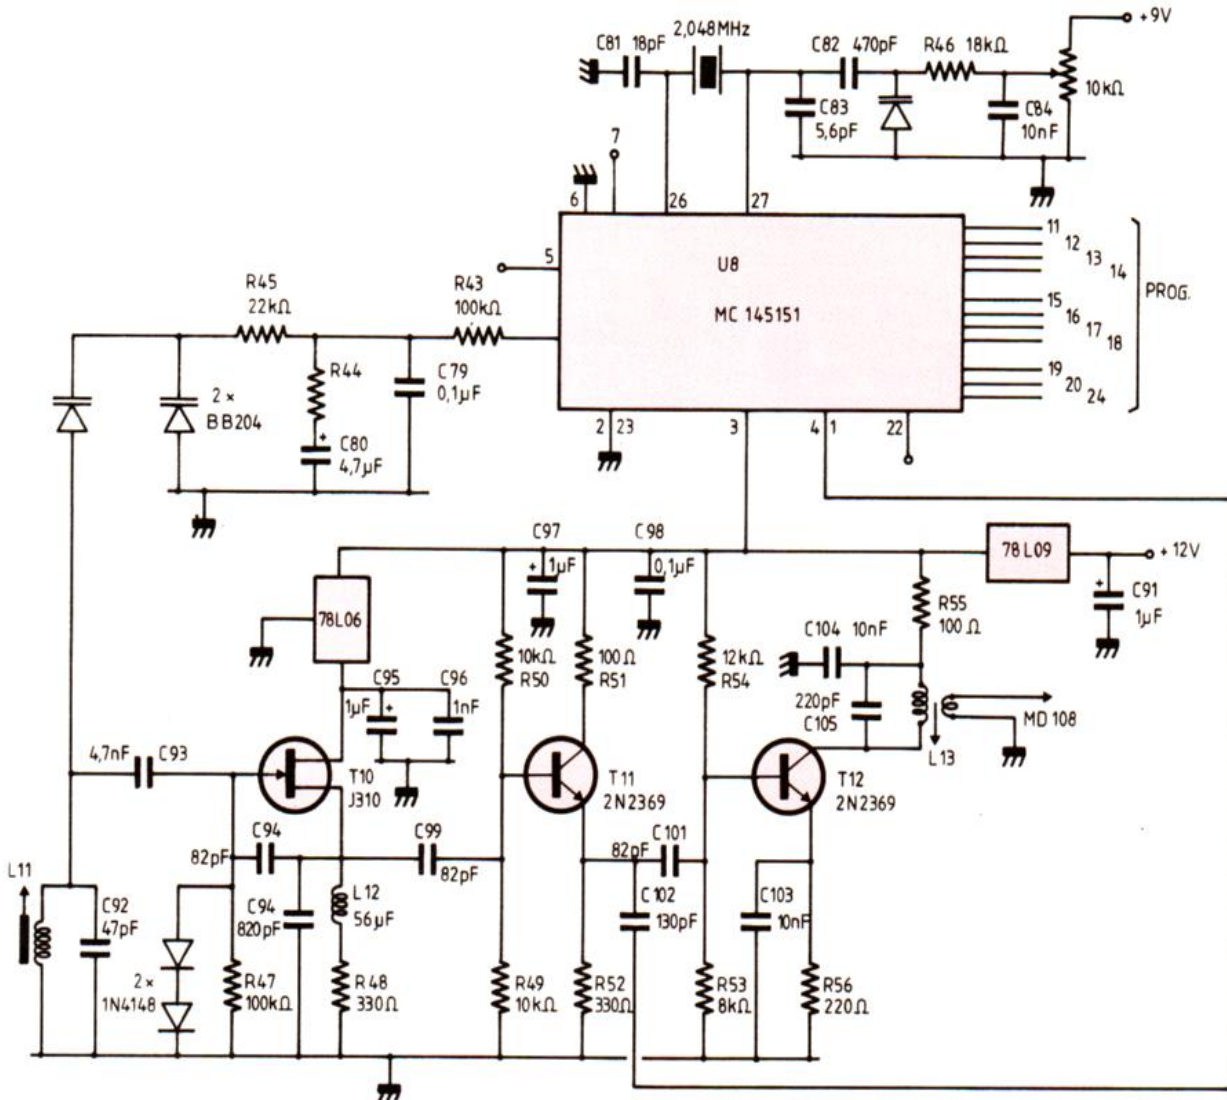 +9V
C81 18pF
2,048MHz
C82 470pF
R46 18kΩ
10kΩ
C83
5,6pF
C84
10nF
7
6
26
27
5
U8
MC 145151
11
12
13
14
15
16
17
18
19
20
24
PROG.
R45
22kΩ
R43
100kΩ
R44
C79
0,1µF
2×
BB204
+
C80
4,7µF
2
23
3
4
1
22
C97
+ 1µF
C98
0,1µF
78L09
+12V
+
C91
1µF
78L06
10kΩ
R50
100Ω
R51
12kΩ
R54
C104 10nF
R55
100Ω
C95
1µF
+
C96
1nF
220pF
C105
MD 108
L13
4,7nF
C93
T10
J310
T11
2N2369
T12
2N2369
C94
82pF
C99
82pF
C101
82pF
L11
C92
47pF
C94
820pF
L12
56µF
C102
130pF
C103
10nF
2×
1N4148
R47
100kΩ
R48
330Ω
R49
10kΩ
R52
330Ω
R53
8kΩ
R56
220Ω